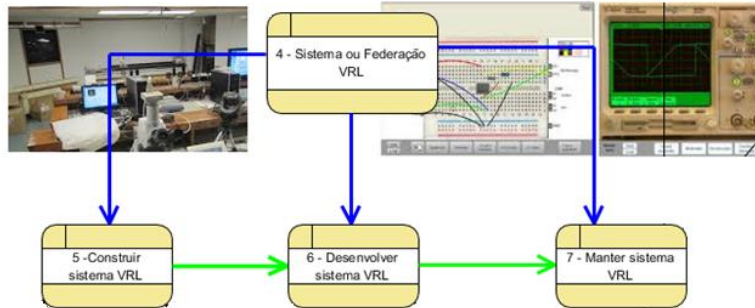 4 - Sistema ou Federação
VRL
5 -Construir
sistema VRL
6 - Desenvolver
sistema VRL
7 - Manter sistema
VRL